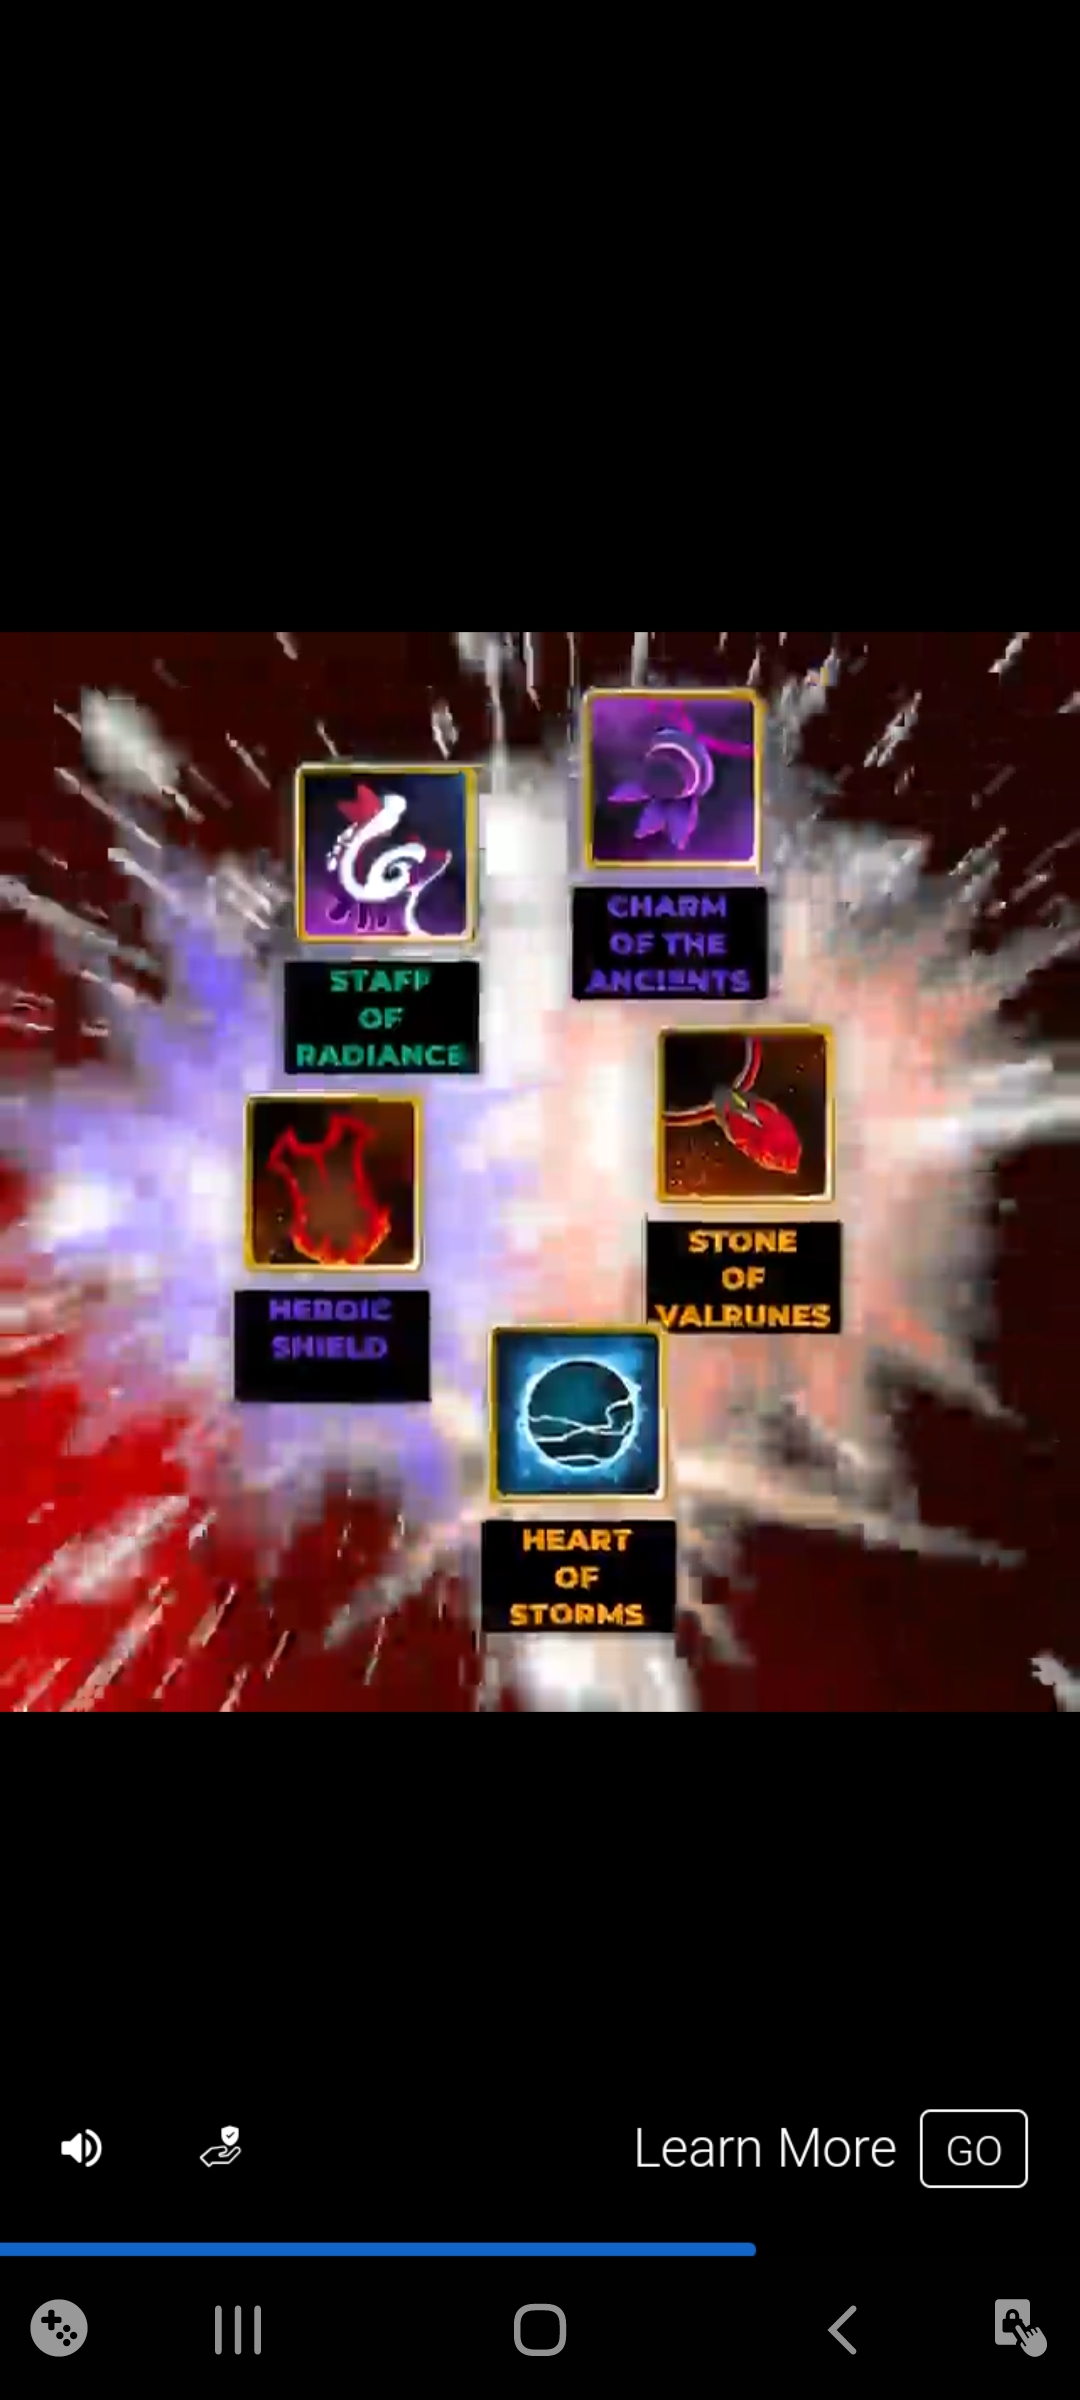 CHARM
OF THE
ANCIENTS
STAFF
OF
RADIANCE
STONE
OF
VALRUNES
HEROIC
SHIELD
HEART
OF
STORMS
Learn More
GO